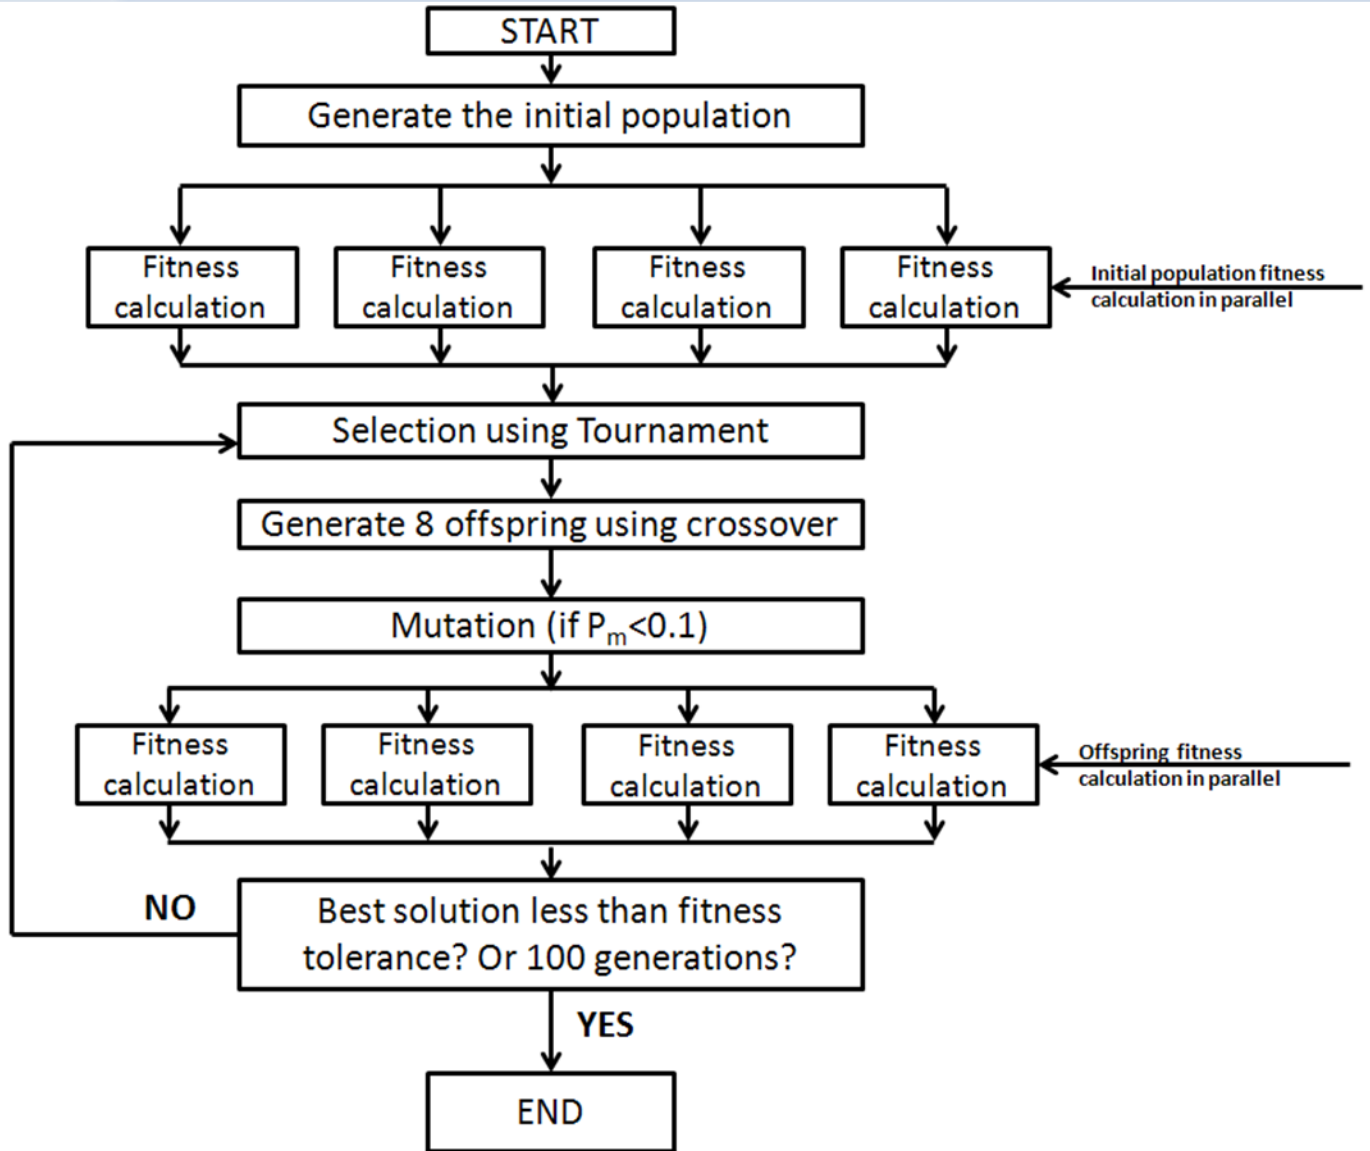 START
Generate the initial population
Fitness
calculation
Fitness
calculation
Fitness
calculation
Fitness
calculation
Initial population fitness
calculation in parallel
Selection using Tournament
Generate 8 offspring using crossover
Mutation (if Pm<0.1)
Fitness
calculation
Fitness
calculation
Fitness
calculation
Fitness
calculation
Offspring fitness
calculation in parallel
NO
Best solution less than fitness
tolerance? Or 100 generations?
YES
END